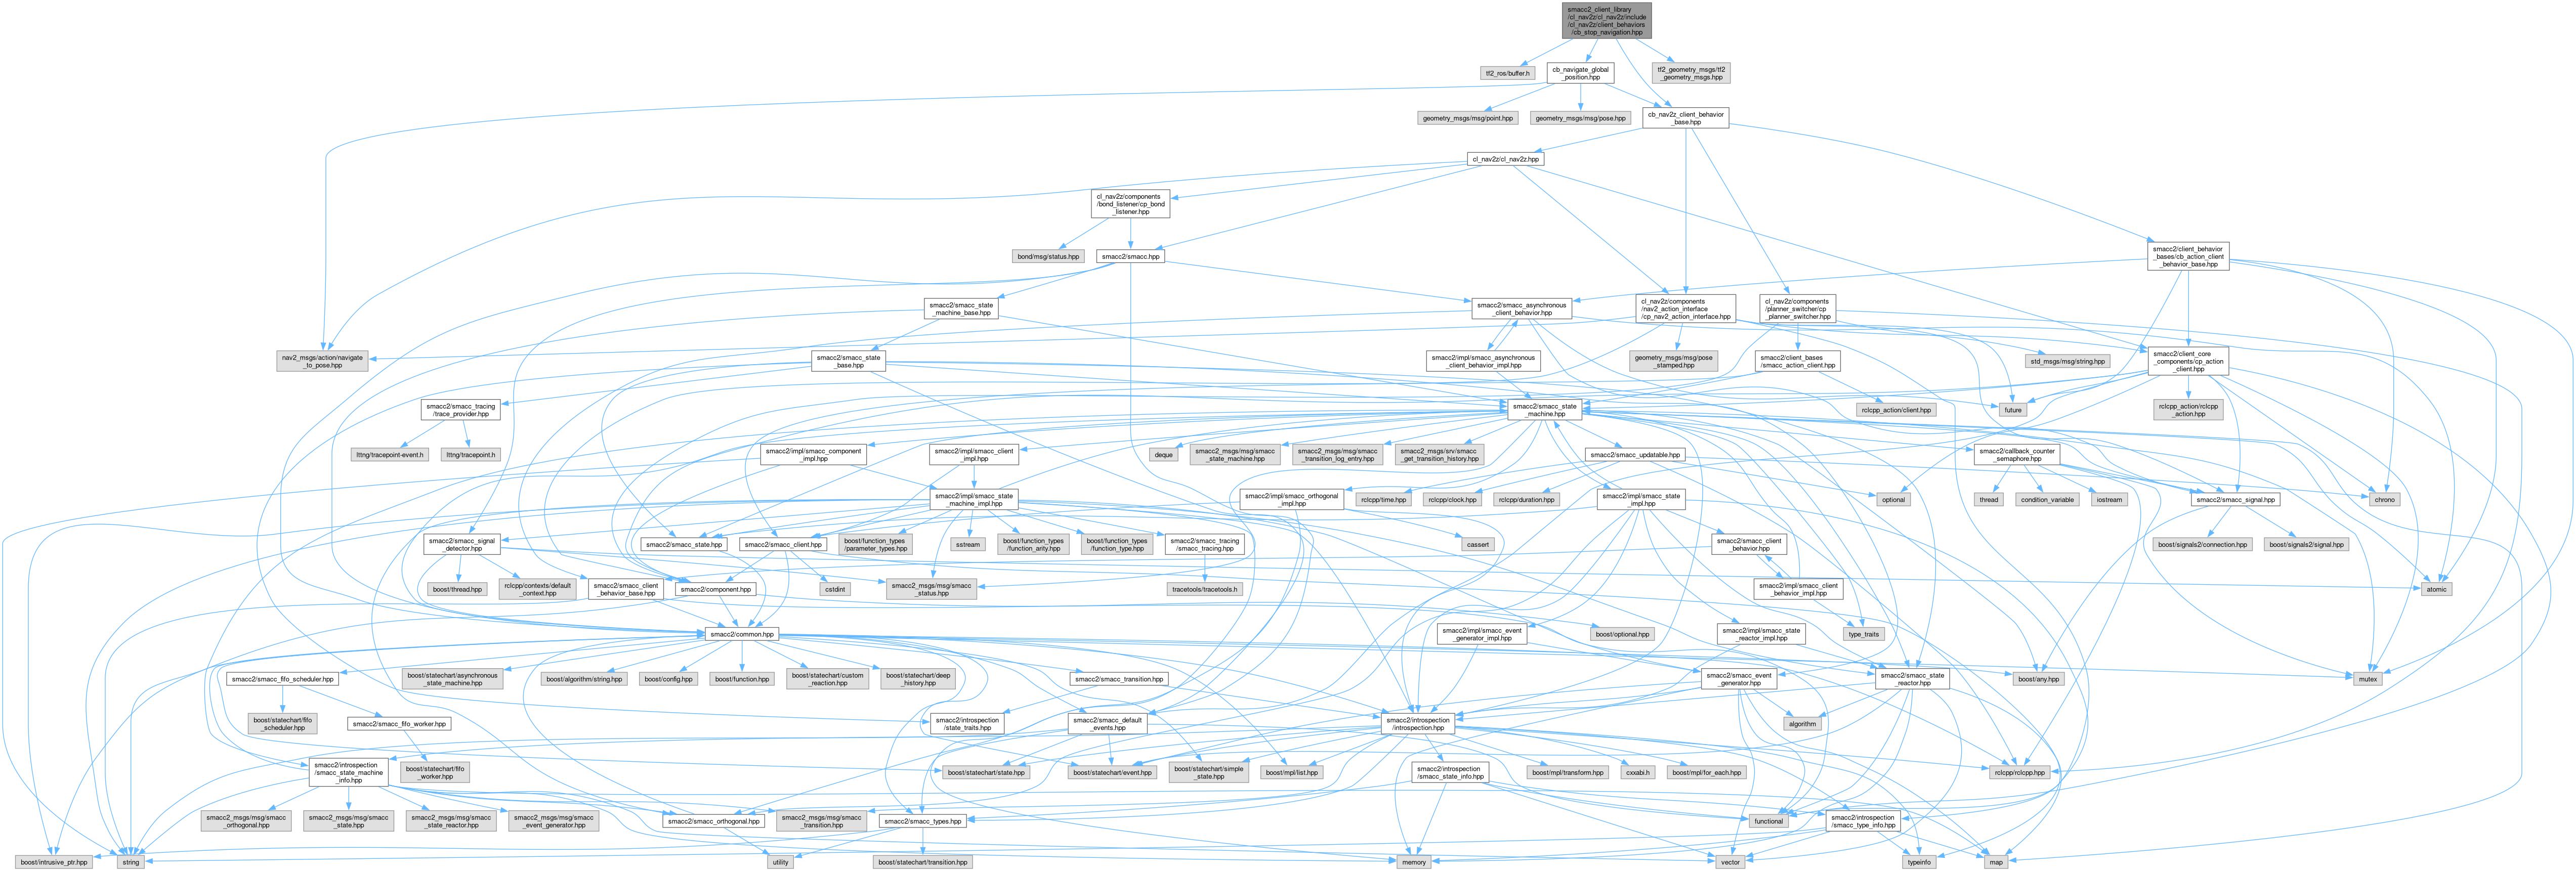 smacc2_client_library
/cl_nav2z/cl_nav2z/include
/cl_nav2z/client_behaviors
/cb_stop_navigation.hpp
tf2_ros/buffer.h
cb_navigate_global
_position.hpp
tf2_geometry_msgs/tf2
_geometry_msgs.hpp
geometry_msgs/msg/point.hpp
geometry_msgs/msg/pose.hpp
cb_nav2z_client_behavior
_base.hpp
cl_nav2z/cl_nav2z.hpp
cl_nav2z/components
/bond_listener/cp_bond
_listener.hpp
bond/msg/status.hpp
smacc2/smacc.hpp
smacc2/client_behavior
_bases/cb_action_client
_behavior_base.hpp
smacc2/smacc_state
_machine_base.hpp
smacc2/smacc_asynchronous
_client_behavior.hpp
cl_nav2z/components
/nav2_action_interface
/cp_nav2_action_interface.hpp
cl_nav2z/components
/planner_switcher/cp
_planner_switcher.hpp
nav2_msgs/action/navigate
_to_pose.hpp
smacc2/smacc_state
_base.hpp
smacc2/impl/smacc_asynchronous
_client_behavior_impl.hpp
geometry_msgs/msg/pose
_stamped.hpp
smacc2/client_bases
/smacc_action_client.hpp
std_msgs/msg/string.hpp
smacc2/client_core
_components/cp_action
_client.hpp
smacc2/smacc_tracing
/trace_provider.hpp
smacc2/smacc_state
_machine.hpp
rclcpp_action/client.hpp
future
rclcpp_action/rclcpp
_action.hpp
lttng/tracepoint-event.h
lttng/tracepoint.h
smacc2/impl/smacc_component
_impl.hpp
smacc2/impl/smacc_client
_impl.hpp
deque
smacc2_msgs/msg/smacc
_state_machine.hpp
smacc2_msgs/msg/smacc
_transition_log_entry.hpp
smacc2_msgs/srv/smacc
_get_transition_history.hpp
smacc2/smacc_updatable.hpp
smacc2/callback_counter
_semaphore.hpp
smacc2/impl/smacc_state
_machine_impl.hpp
smacc2/impl/smacc_orthogonal
_impl.hpp
rclcpp/time.hpp
rclcpp/clock.hpp
rclcpp/duration.hpp
smacc2/impl/smacc_state
_impl.hpp
optional
thread
condition_variable
iostream
smacc2/smacc_signal.hpp
chrono
smacc2/smacc_signal
_detector.hpp
smacc2/smacc_state.hpp
smacc2/smacc_client.hpp
boost/function_types
/parameter_types.hpp
sstream
boost/function_types
/function_arity.hpp
boost/function_types
/function_type.hpp
smacc2/smacc_tracing
/smacc_tracing.hpp
cassert
smacc2/smacc_client
_behavior.hpp
boost/signals2/connection.hpp
boost/signals2/signal.hpp
boost/thread.hpp
rclcpp/contexts/default
_context.hpp
smacc2/smacc_client
_behavior_base.hpp
smacc2/component.hpp
cstdint
smacc2_msgs/msg/smacc
_status.hpp
tracetools/tracetools.h
smacc2/impl/smacc_client
_behavior_impl.hpp
atomic
smacc2/common.hpp
smacc2/impl/smacc_event
_generator_impl.hpp
boost/optional.hpp
smacc2/impl/smacc_state
_reactor_impl.hpp
type_traits
smacc2/smacc_fifo_scheduler.hpp
boost/statechart/asynchronous
_state_machine.hpp
boost/algorithm/string.hpp
boost/config.hpp
boost/function.hpp
boost/statechart/custom
_reaction.hpp
boost/statechart/deep
_history.hpp
smacc2/smacc_transition.hpp
smacc2/smacc_event
_generator.hpp
smacc2/smacc_state
_reactor.hpp
boost/any.hpp
mutex
boost/statechart/fifo
_scheduler.hpp
smacc2/smacc_fifo_worker.hpp
smacc2/introspection
/state_traits.hpp
smacc2/smacc_default
_events.hpp
smacc2/introspection
/introspection.hpp
algorithm
smacc2/introspection
/smacc_state_machine
_info.hpp
boost/statechart/fifo
_worker.hpp
boost/statechart/state.hpp
boost/statechart/event.hpp
boost/statechart/simple
_state.hpp
boost/mpl/list.hpp
smacc2/introspection
/smacc_state_info.hpp
boost/mpl/transform.hpp
cxxabi.h
boost/mpl/for_each.hpp
rclcpp/rclcpp.hpp
smacc2_msgs/msg/smacc
_orthogonal.hpp
smacc2_msgs/msg/smacc
_state.hpp
smacc2_msgs/msg/smacc
_state_reactor.hpp
smacc2_msgs/msg/smacc
_event_generator.hpp
smacc2/smacc_orthogonal.hpp
smacc2_msgs/msg/smacc
_transition.hpp
smacc2/smacc_types.hpp
functional
smacc2/introspection
/smacc_type_info.hpp
boost/intrusive_ptr.hpp
string
utility
boost/statechart/transition.hpp
memory
vector
typeinfo
map